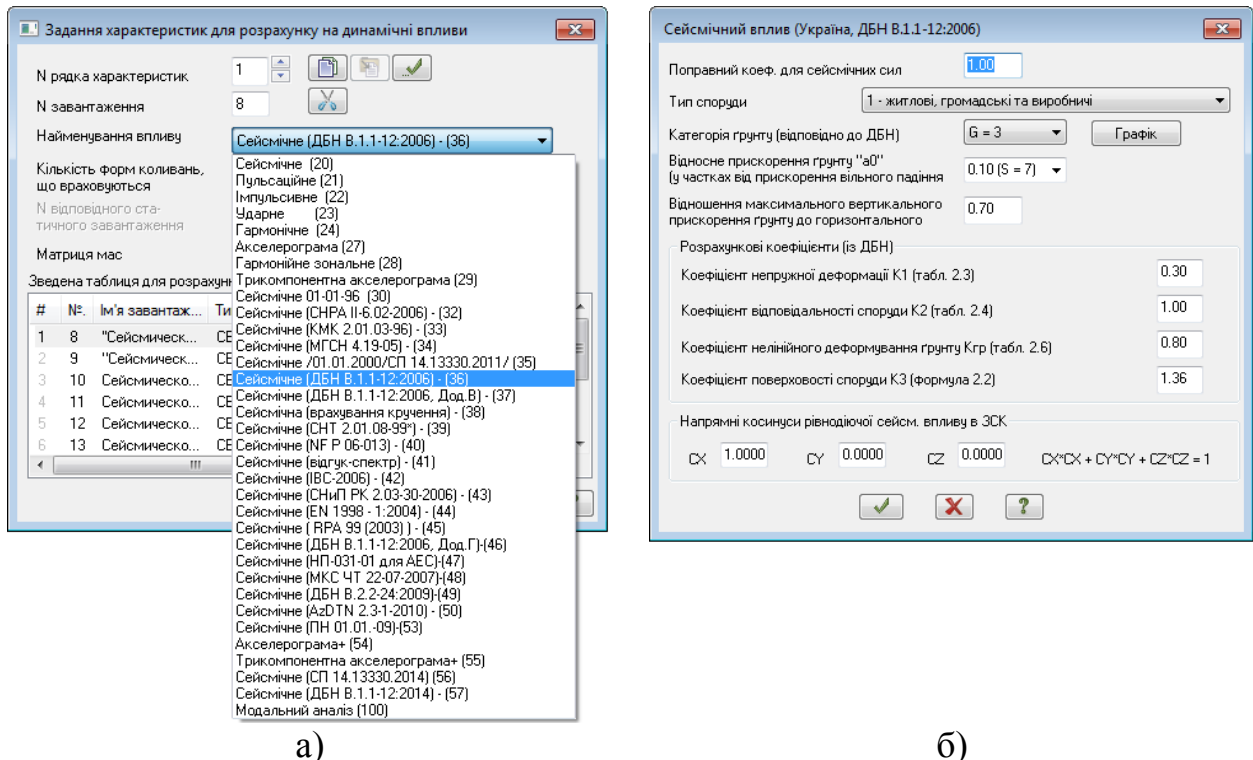 Задання характеристик для розрахунку на динамічні впливи
N рядка характеристик
1
N завантаження
8
Найменування впливу
Сейсмічне (ДБН В.1.1-12:2006) - (36)
Кількість форм коливань,
що враховуються
N відповідного ста-
тичного завантаження
Матриця мас
Зведена таблиця для розрахун
# №. Ім'я завантаж... Ти
1 8 "Сейсмическ... СЕ
2 9 "Сейсмическ... СЕ
3 10 Сейсмическо... СЕ
4 11 Сейсмическо... СЕ
5 12 Сейсмическо... СЕ
6 13 Сейсмическо... СЕ
Сейсмічне (20)
Пульсаційне (21)
Імпульсивне (22)
Ударне (23)
Гармонічне (24)
Акселерограма (27)
Гармонійне зональне (28)
Трикомпонентна акселерограма (29)
Сейсмічне 01-01-96 (30)
Сейсмічне (СНРА II-6.02-2006) - (32)
Сейсмічне (КМК 2.01.03-96) - (33)
Сейсмічне (МГСН 4.19-05) - (34)
Сейсмічне /01.01.2000/СП 14.13330.2011/ (35)
Сейсмічне (ДБН В.1.1-12:2006) - (36)
Сейсмічне (ДБН В.1.1-12:2006, Дод.В) - (37)
Сейсмічна (врахування кручення) - (38)
Сейсмічне (СНТ 2.01.08-99*) - (39)
Сейсмічне (NF P 06-013) - (40)
Сейсмічне (відгук-спектр) - (41)
Сейсмічне (IBC-2006) - (42)
Сейсмічне (СНиП РК 2.03-30-2006) - (43)
Сейсмічне (EN 1998 - 1:2004) - (44)
Сейсмічне ( RPA 99 (2003) ) - (45)
Сейсмічне (ДБН В.1.1-12:2006, Дод.Г)-(46)
Сейсмічне (НП-031-01 для АЕС)-(47)
Сейсмічне (МКС ЧТ 22-07-2007)-(48)
Сейсмічне (ДБН В.2.2-24:2009)-(49)
Сейсмічне (AzDTN 2.3-1-2010) - (50)
Сейсмічне (ПН 01.01.-09)-(53)
Акселерограма+ (54)
Трикомпонентна акселерограма+ (55)
Сейсмічне (СП 14.13330.2014) (56)
Сейсмічне (ДБН В.1.1-12:2014) - (57)
Модальний аналіз (100)
а)
Сейсмічний вплив (Україна, ДБН В.1.1-12:2006)
Поправний коеф. для сейсмічних сил
1.00
Тип споруди
1 - житлові, громадські та виробничі
Категорія ґрунту (відповідно до ДБН)
G = 3
Графік
Відносне прискорення ґрунту "а0"
(у частках від прискорення вільного падіння
0.10 (S = 7)
Відношення максимального вертикального
прискорення ґрунту до горизонтального
0.70
Розрахункові коефіцієнти (із ДБН)
Коефіцієнт непружної деформації К1 (табл. 2.3)
0.30
Коефіцієнт відповідальності споруди К2 (табл. 2.4)
1.00
Коефіцієнт нелінійного деформування ґрунту Кгр (табл. 2.6)
0.80
Коефіцієнт поверховості споруди К3 (формула 2.2)
1.36
Напрямні косинуси рівнодіючої сейсм. впливу в ЗСК
CX 1.0000 CY 0.0000 CZ 0.0000 CX*CX + CY*CY + CZ*CZ = 1
б)